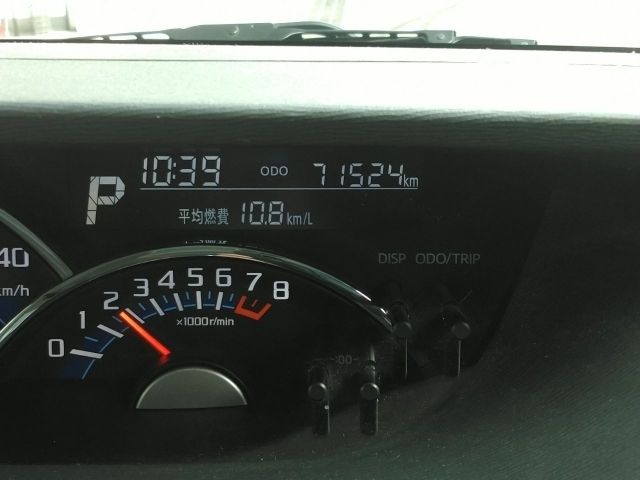 10:39 ODO 71524km
P
平均燃費 10.8km/L
DISP ODO/TRIP
40
km/h
0 1 2 3 4 5 6 7 8
×1000r/min